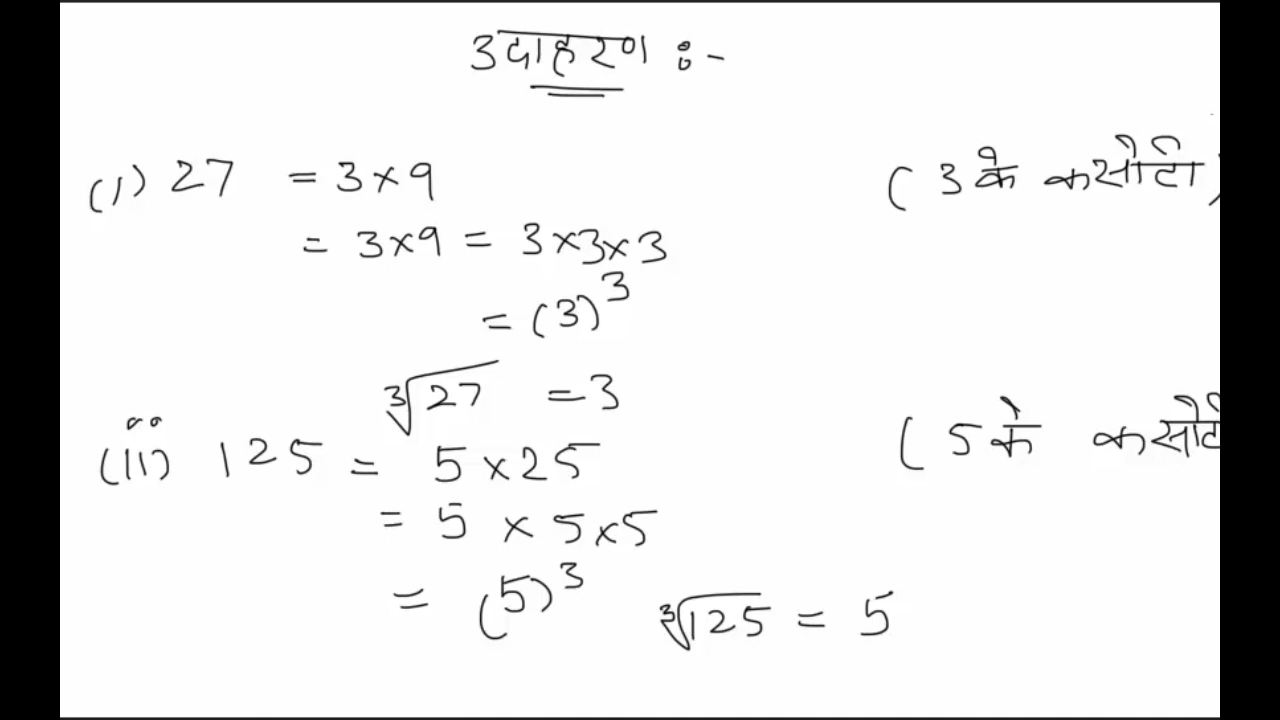 उदाहरण :-
(i) 27 = 3×9 (3 के कसौटी)
= 3×9 = 3×3×3
= (3)³
∛27 = 3
(ii) 125 = 5×25 (5 के कसौटी
= 5 × 5×5
= (5)³ ∛125 = 5